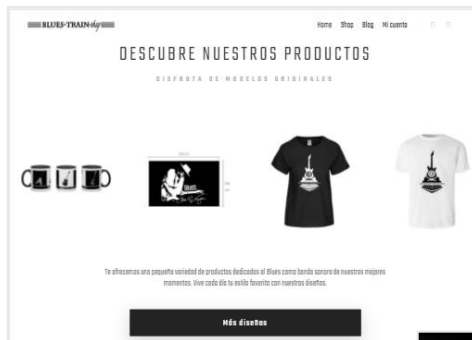 BLUES·TRAIN shop
Home Shop Blog Mi cuenta
DESCUBRE NUESTROS PRODUCTOS
DISFRUTA DE MODELOS ORIGINALES
BLUES
Te ofrecemos una pequeña variedad de productos dedicados al Blues como banda sonora de nuestros mejores
momentos. Vive cada día tu estilo favorito con nuestros diseños.
Más diseños